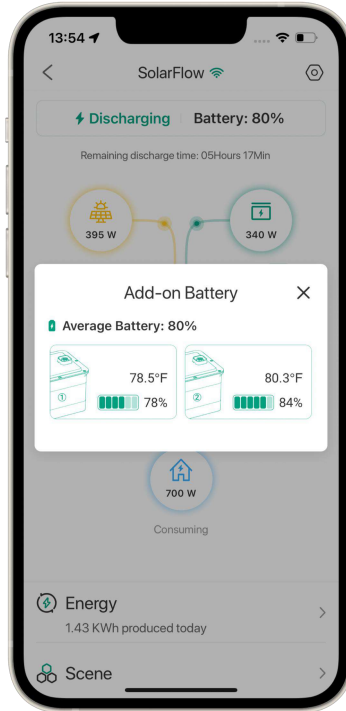 13:54
SolarFlow
Discharging Battery: 80%
Remaining discharge time: 05Hours 17Min
395 W
340 W
Add-on Battery
Average Battery: 80%
① 78.5°F
78%
② 80.3°F
84%
700 W
Consuming
Energy
1.43 KWh produced today
Scene